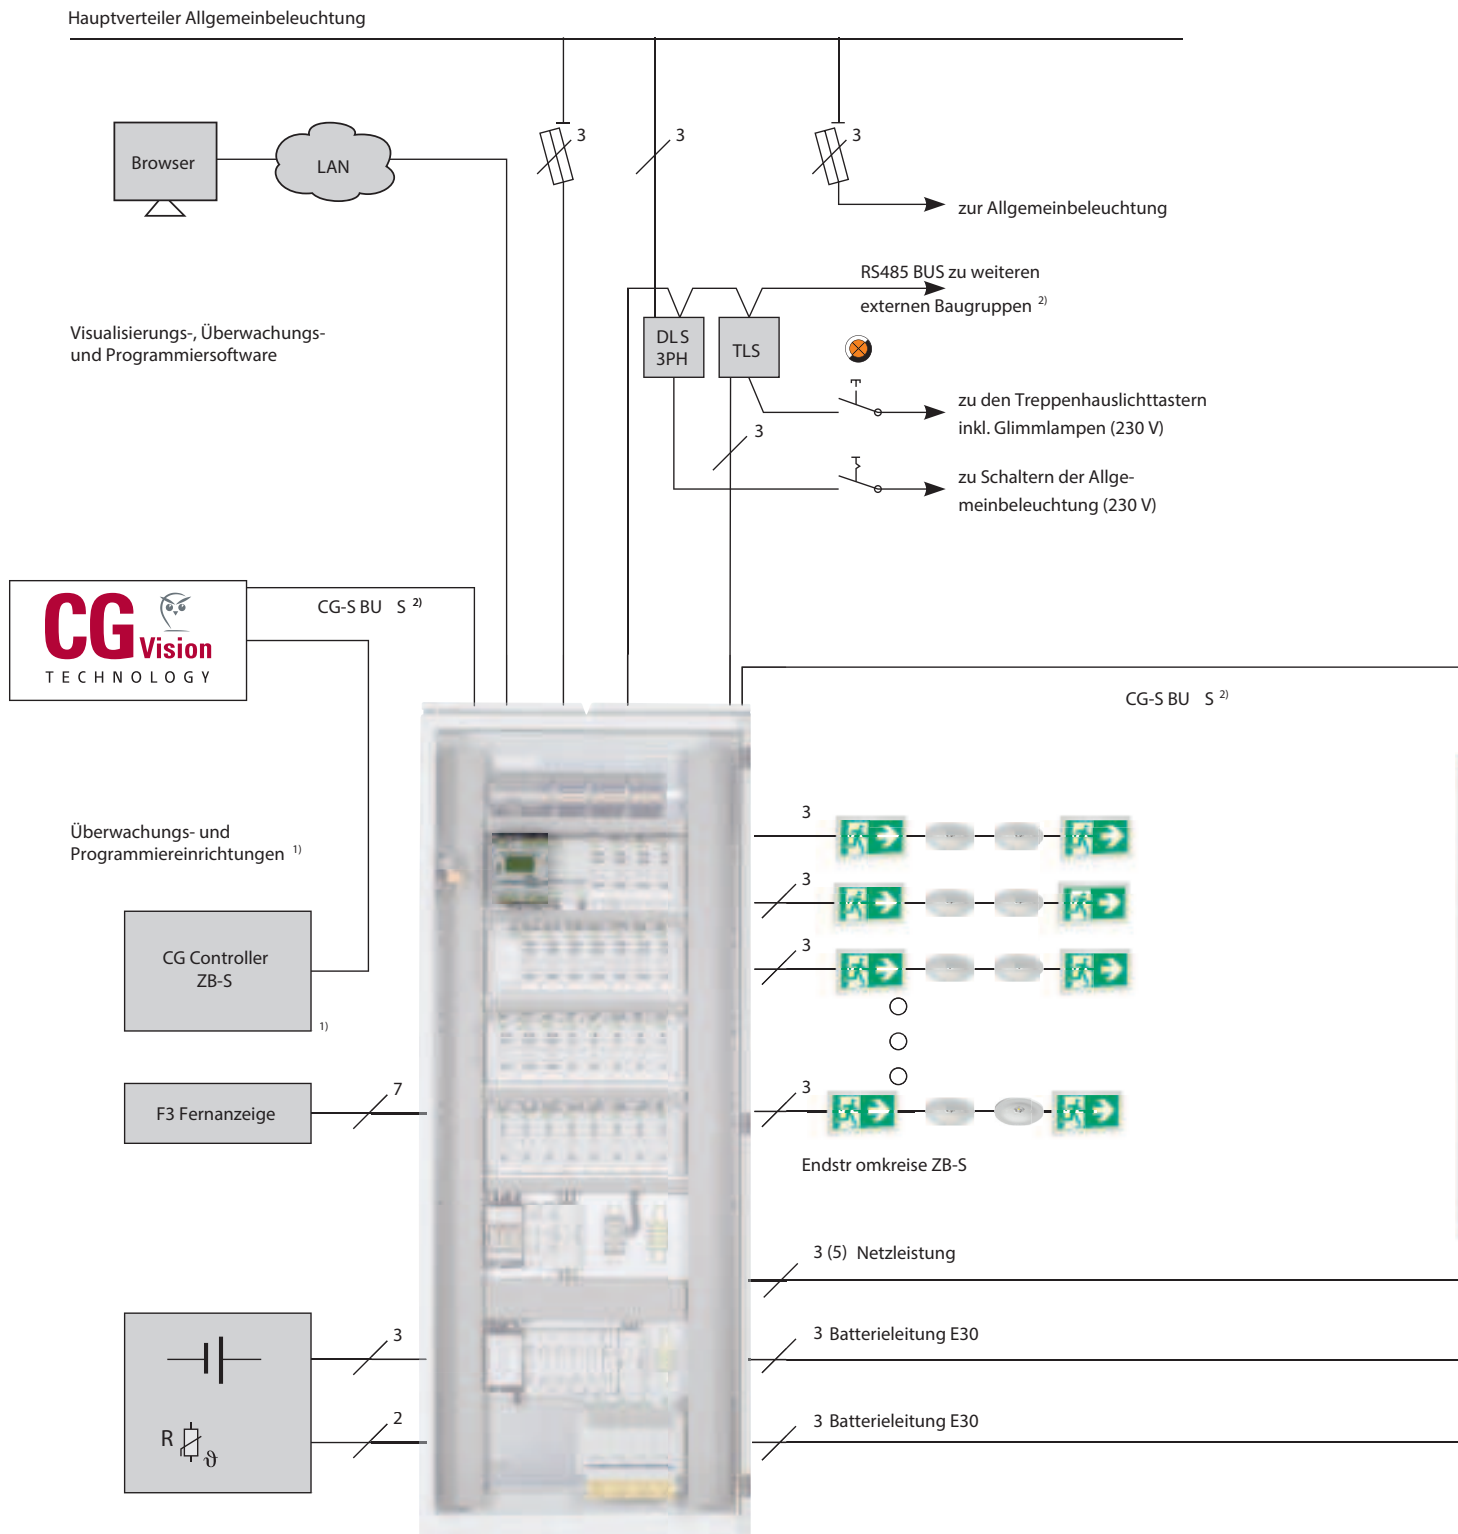 Hauptverteiler Allgemeinbeleuchtung
3
3
3
Browser
LAN
zur Allgemeinbeleuchtung
RS485 BUS zu weiteren
externen Baugruppen 2)
Visualisierungs-, Überwachungs-
und Programmiersoftware
DLS
3PH
TLS
zu den Treppenhauslichttastern
inkl. Glimmlampen (230 V)
3
zu Schaltern der Allge-
meinbeleuchtung (230 V)
CG
Vision
TECHNOLOGY
CG-S BU S 2)
CG-S BU S 2)
3
Überwachungs- und
Programmiereinrichtungen 1)
3
CG Controller
ZB-S
1)
3
F3 Fernanzeige
7
3
Endstr omkreise ZB-S
3 (5) Netzleistung
3
3 Batterieleitung E30
R
ϑ
2
3 Batterieleitung E30